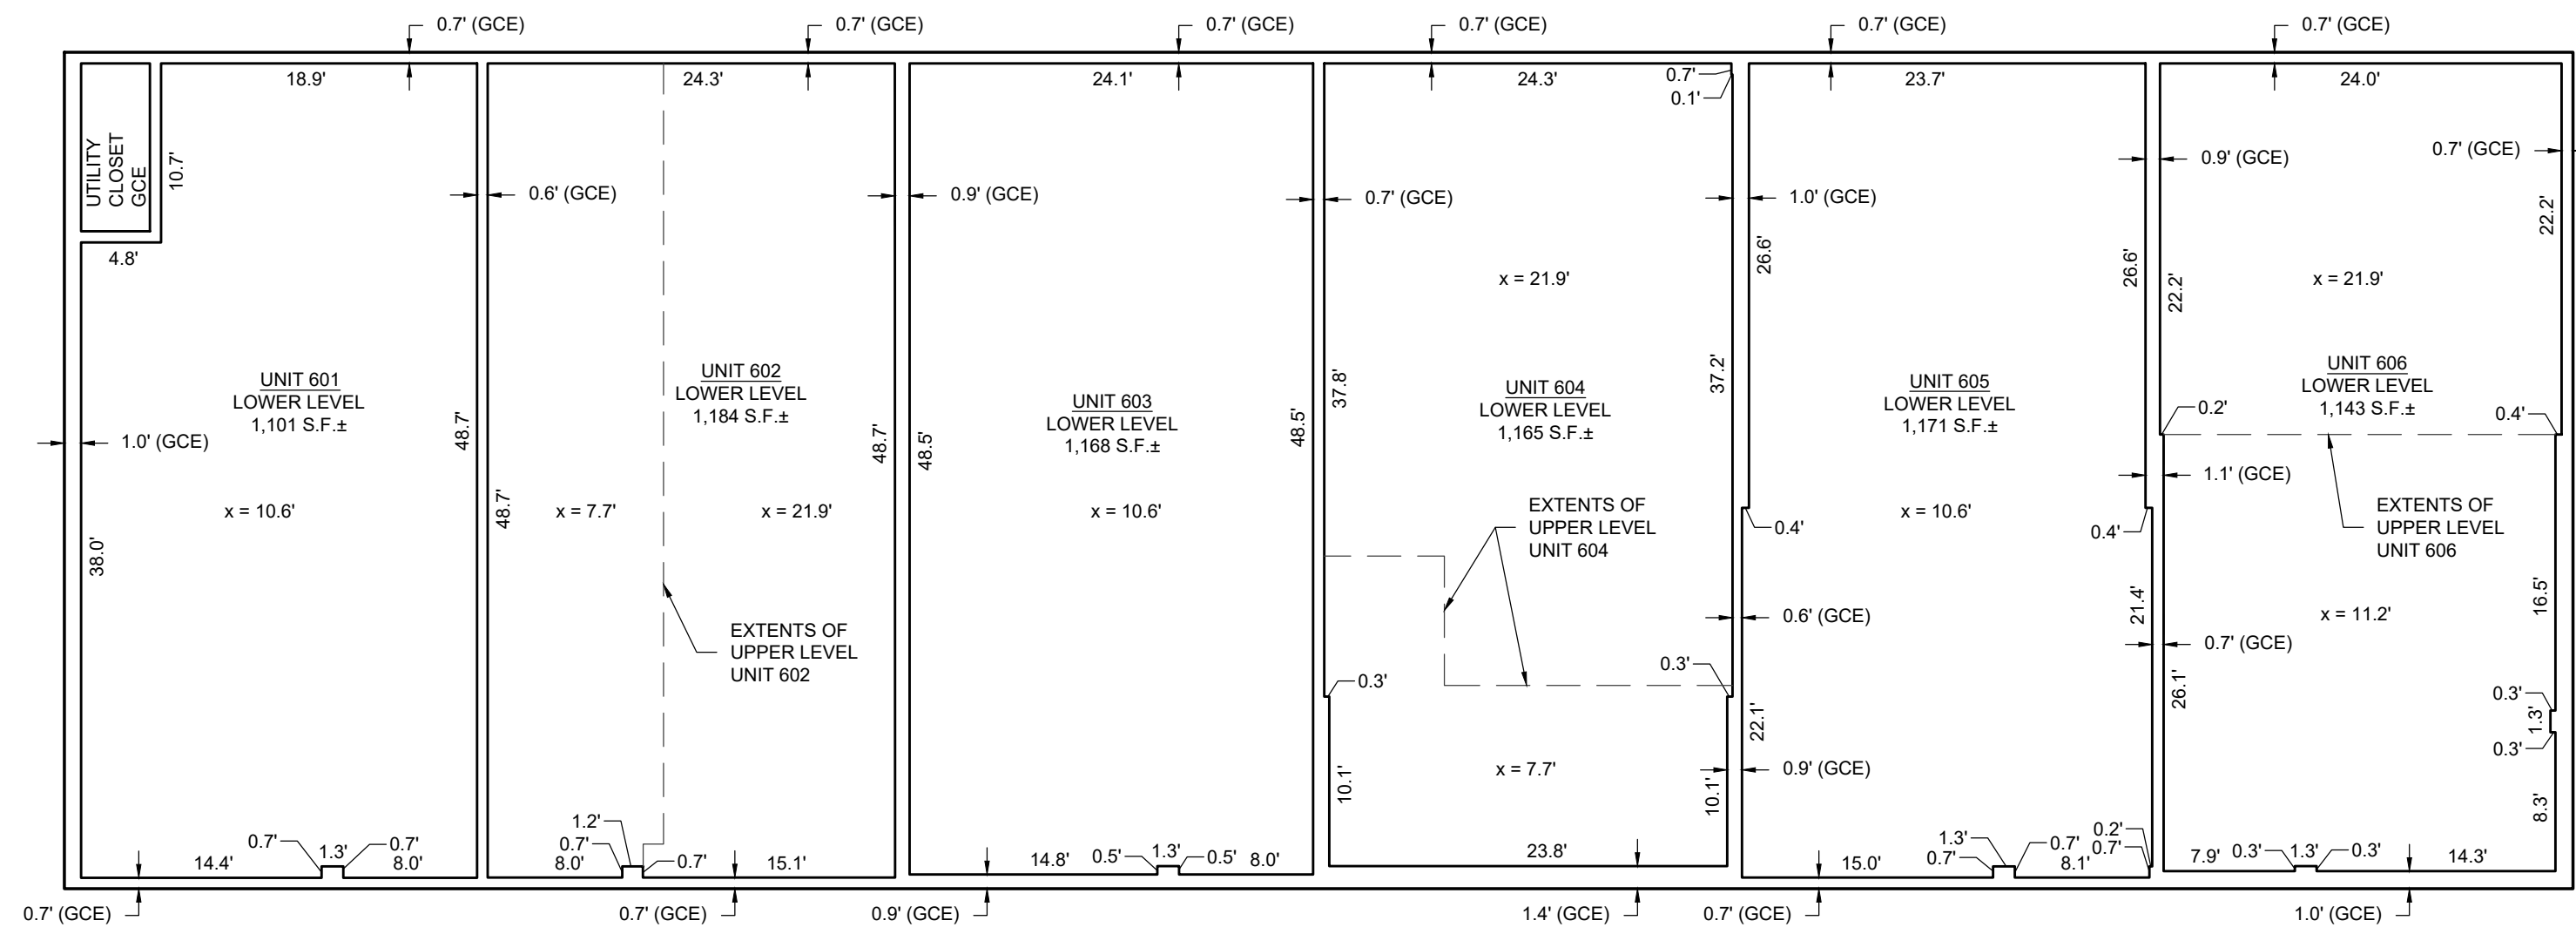 0.7' (GCE)
0.7' (GCE)
0.7' (GCE)
0.7' (GCE)
0.7' (GCE)
0.7' (GCE)
18.9'
24.3'
24.1'
24.3'
0.7'
0.1'
23.7'
24.0'
UTILITY
CLOSET
GCE
10.7'
4.8'
0.6' (GCE)
0.9' (GCE)
0.7' (GCE)
1.0' (GCE)
0.9' (GCE)
0.7' (GCE)
26.6'
26.6'
22.2'
22.2'
x = 21.9'
x = 21.9'
UNIT 601
LOWER LEVEL
1,101 S.F.±
1.0' (GCE)
48.7'
38.0'
x = 10.6'
UNIT 602
LOWER LEVEL
1,184 S.F.±
48.7'
48.7'
x = 7.7'
x = 21.9'
EXTENTS OF
UPPER LEVEL
UNIT 602
UNIT 603
LOWER LEVEL
1,168 S.F.±
48.5'
48.5'
x = 10.6'
37.8'
37.2'
UNIT 604
LOWER LEVEL
1,165 S.F.±
EXTENTS OF
UPPER LEVEL
UNIT 604
0.3'
0.3'
10.1'
10.1'
x = 7.7'
23.8'
UNIT 605
LOWER LEVEL
1,171 S.F.±
0.4'
0.4'
x = 10.6'
0.6' (GCE)
21.4'
22.1'
0.9' (GCE)
UNIT 606
LOWER LEVEL
1,143 S.F.±
0.2'
0.4'
1.1' (GCE)
EXTENTS OF
UPPER LEVEL
UNIT 606
16.5'
x = 11.2'
0.7' (GCE)
26.1'
0.3'
1.3'
0.3'
8.3'
14.4'
0.7'
1.3'
0.7'
8.0'
8.0'
0.7'
1.2'
0.7'
15.1'
14.8'
0.5'
1.3'
0.5'
8.0'
15.0'
0.7'
1.3'
0.7'
8.1'
0.2'
0.7'
7.9'
0.3'
1.3'
0.3'
14.3'
0.7' (GCE)
0.7' (GCE)
0.9' (GCE)
1.4' (GCE)
0.7' (GCE)
1.0' (GCE)